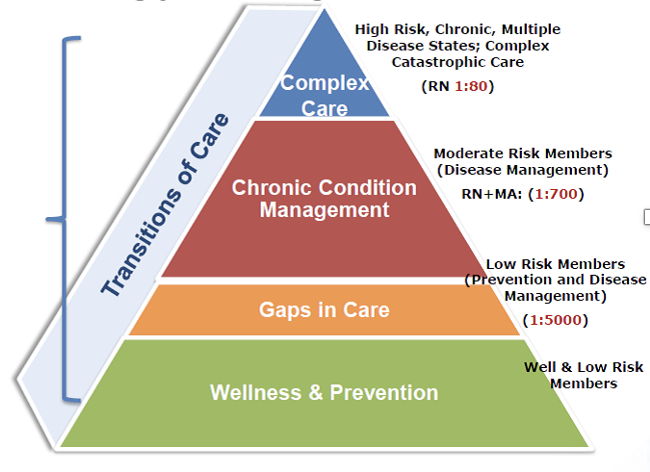 High Risk, Chronic, Multiple
Disease States; Complex
Catastrophic Care
(RN 1:80)
Complex
Care
Transitions of Care
Moderate Risk Members
(Disease Management)
RN+MA: (1:700)
Chronic Condition
Management
Low Risk Members
(Prevention and Disease
Management)
(1:5000)
Gaps in Care
Well & Low Risk
Members
Wellness & Prevention